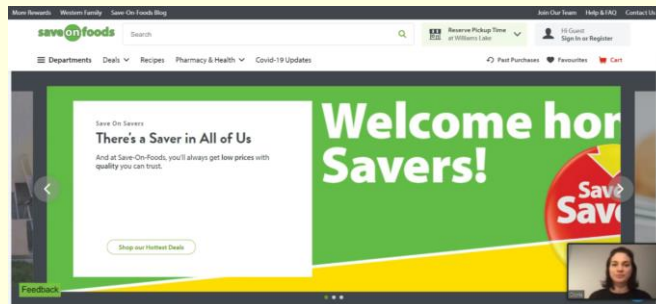 More Rewards Western Family Save-On-Foods Blog Join Our Team Help & FAQ Contact Us
save on foods Search Reserve Pickup Time Hi Guest
at Williams Lake Sign In or Register
Departments Deals Recipes Pharmacy & Health Covid-19 Updates Past Purchases Favourites Cart
Save On Savers
There's a Saver in All of Us
And at Save-On-Foods, you'll always get low prices with
quality you can trust.
Shop our Hottest Deals
Welcome hor
Savers!
Save
Save
Feedback